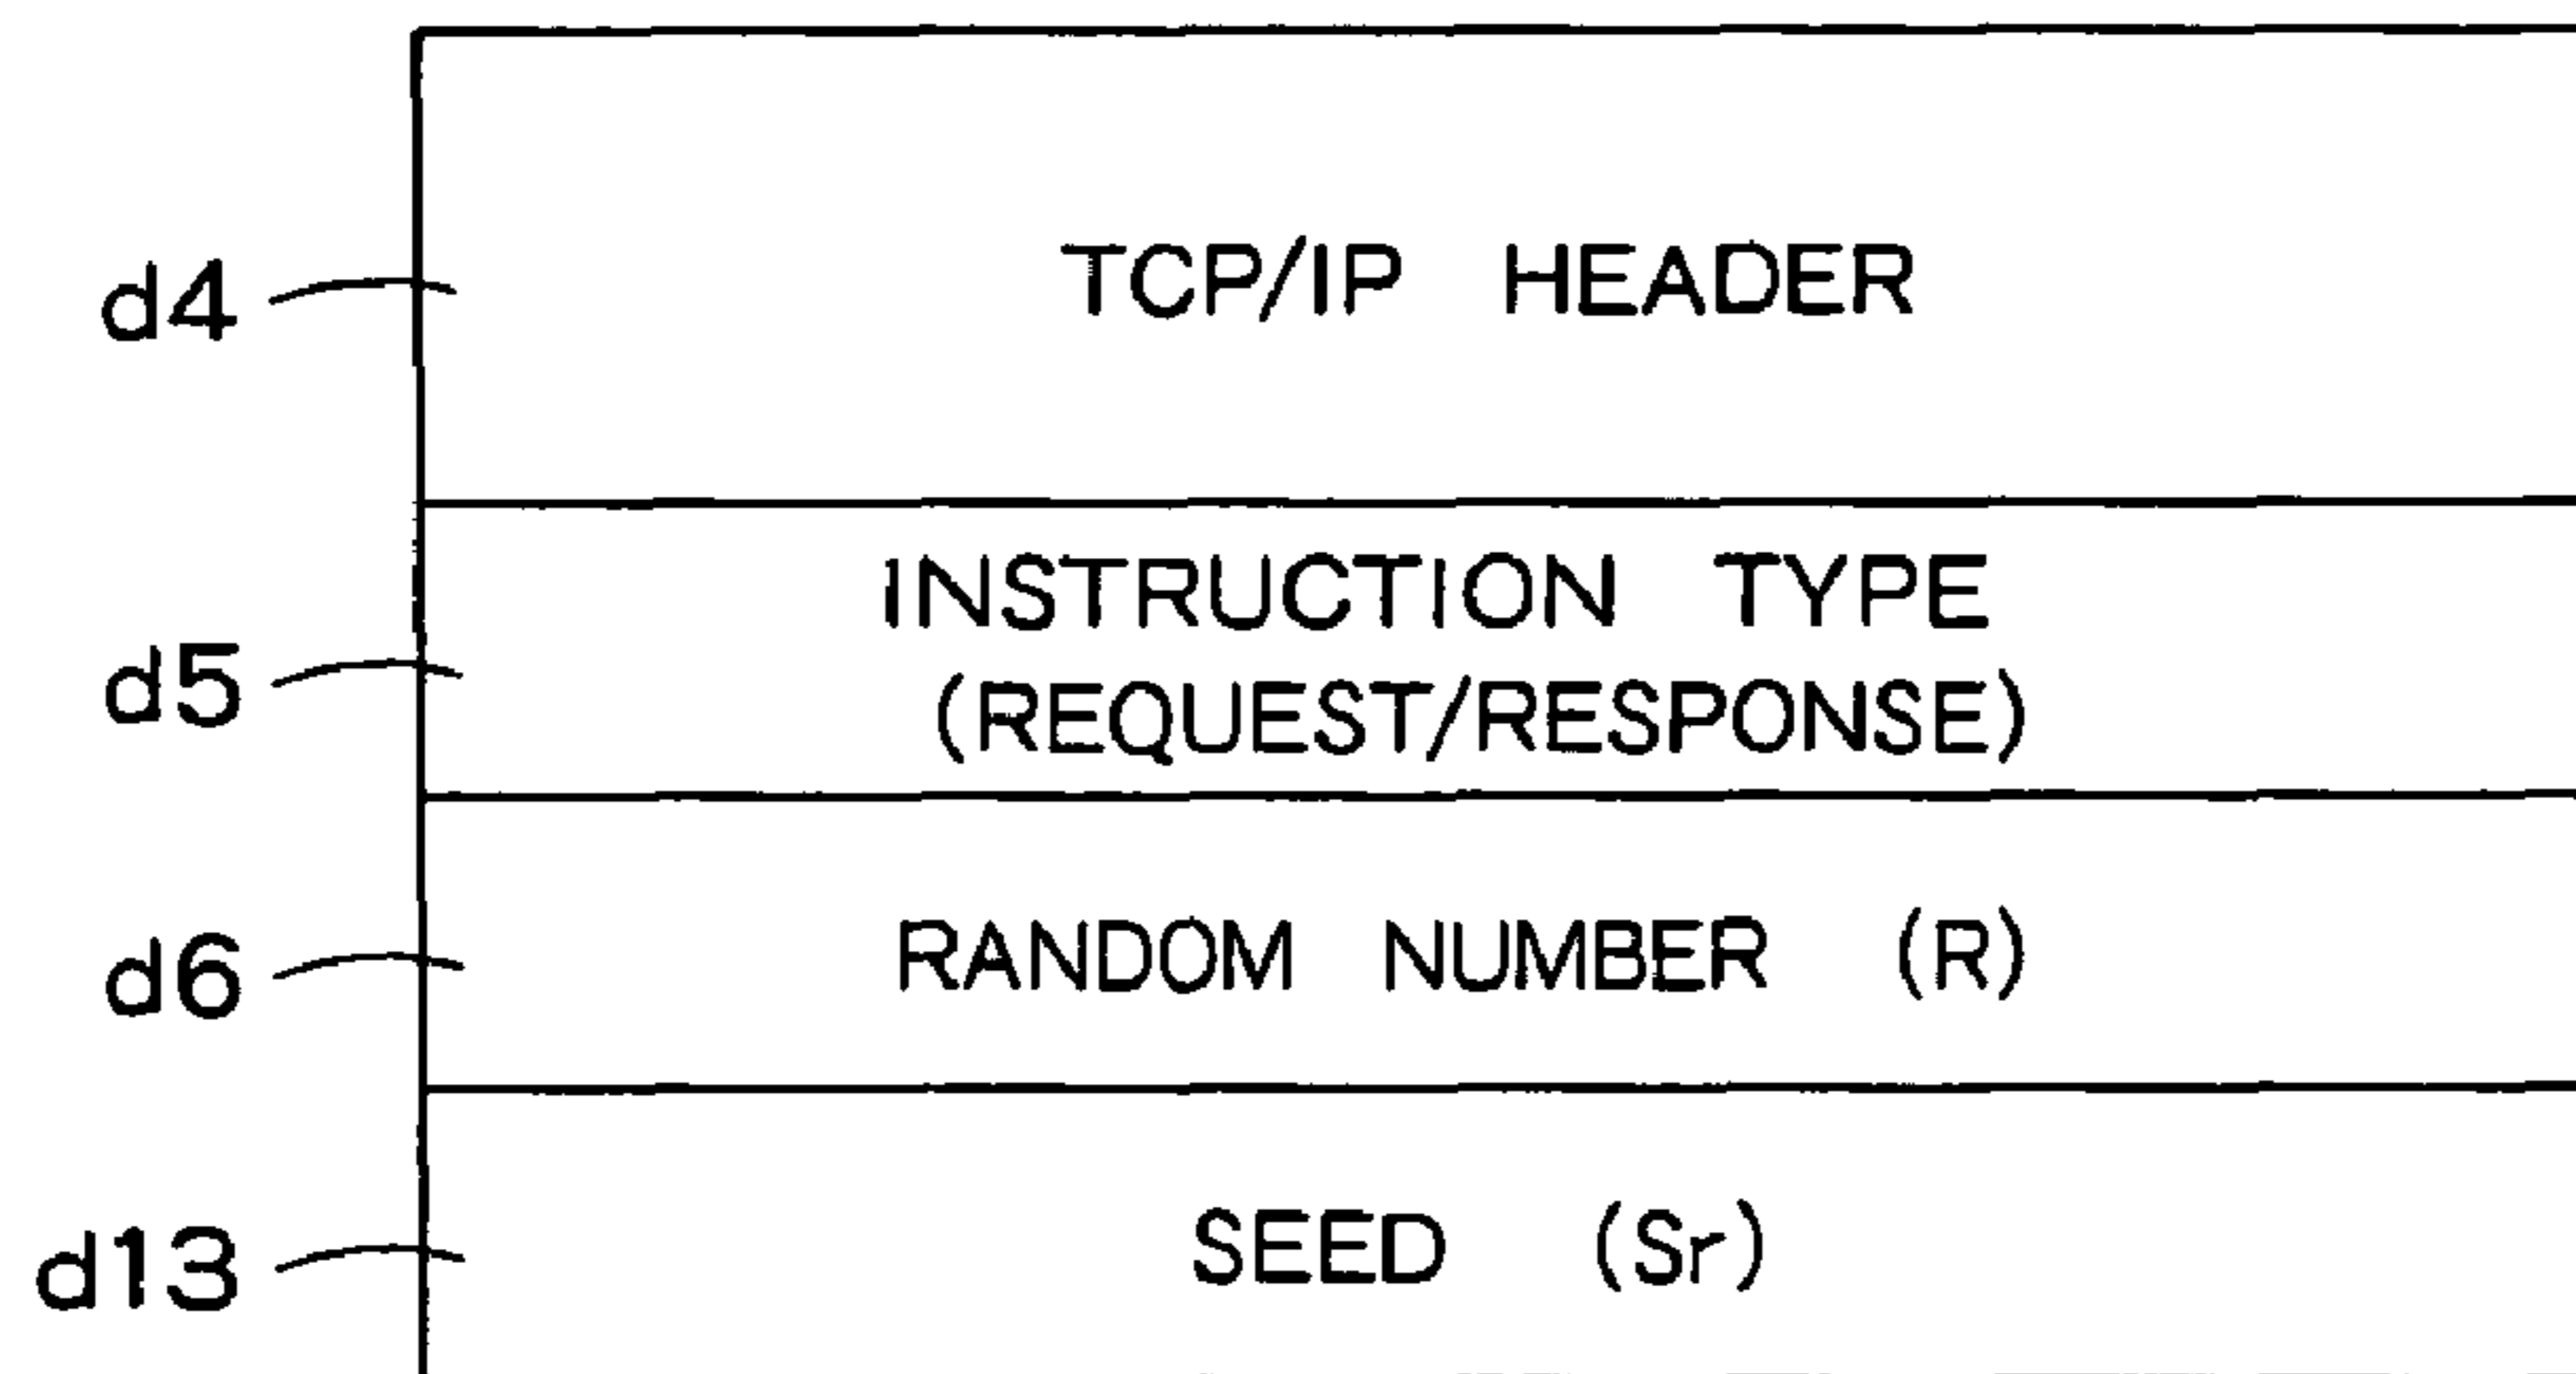 d4 TCP/IP HEADER
INSTRUCTION TYPE
d5 (REQUEST/RESPONSE)
d6 RANDOM NUMBER (R)
d13 SEED (Sr)